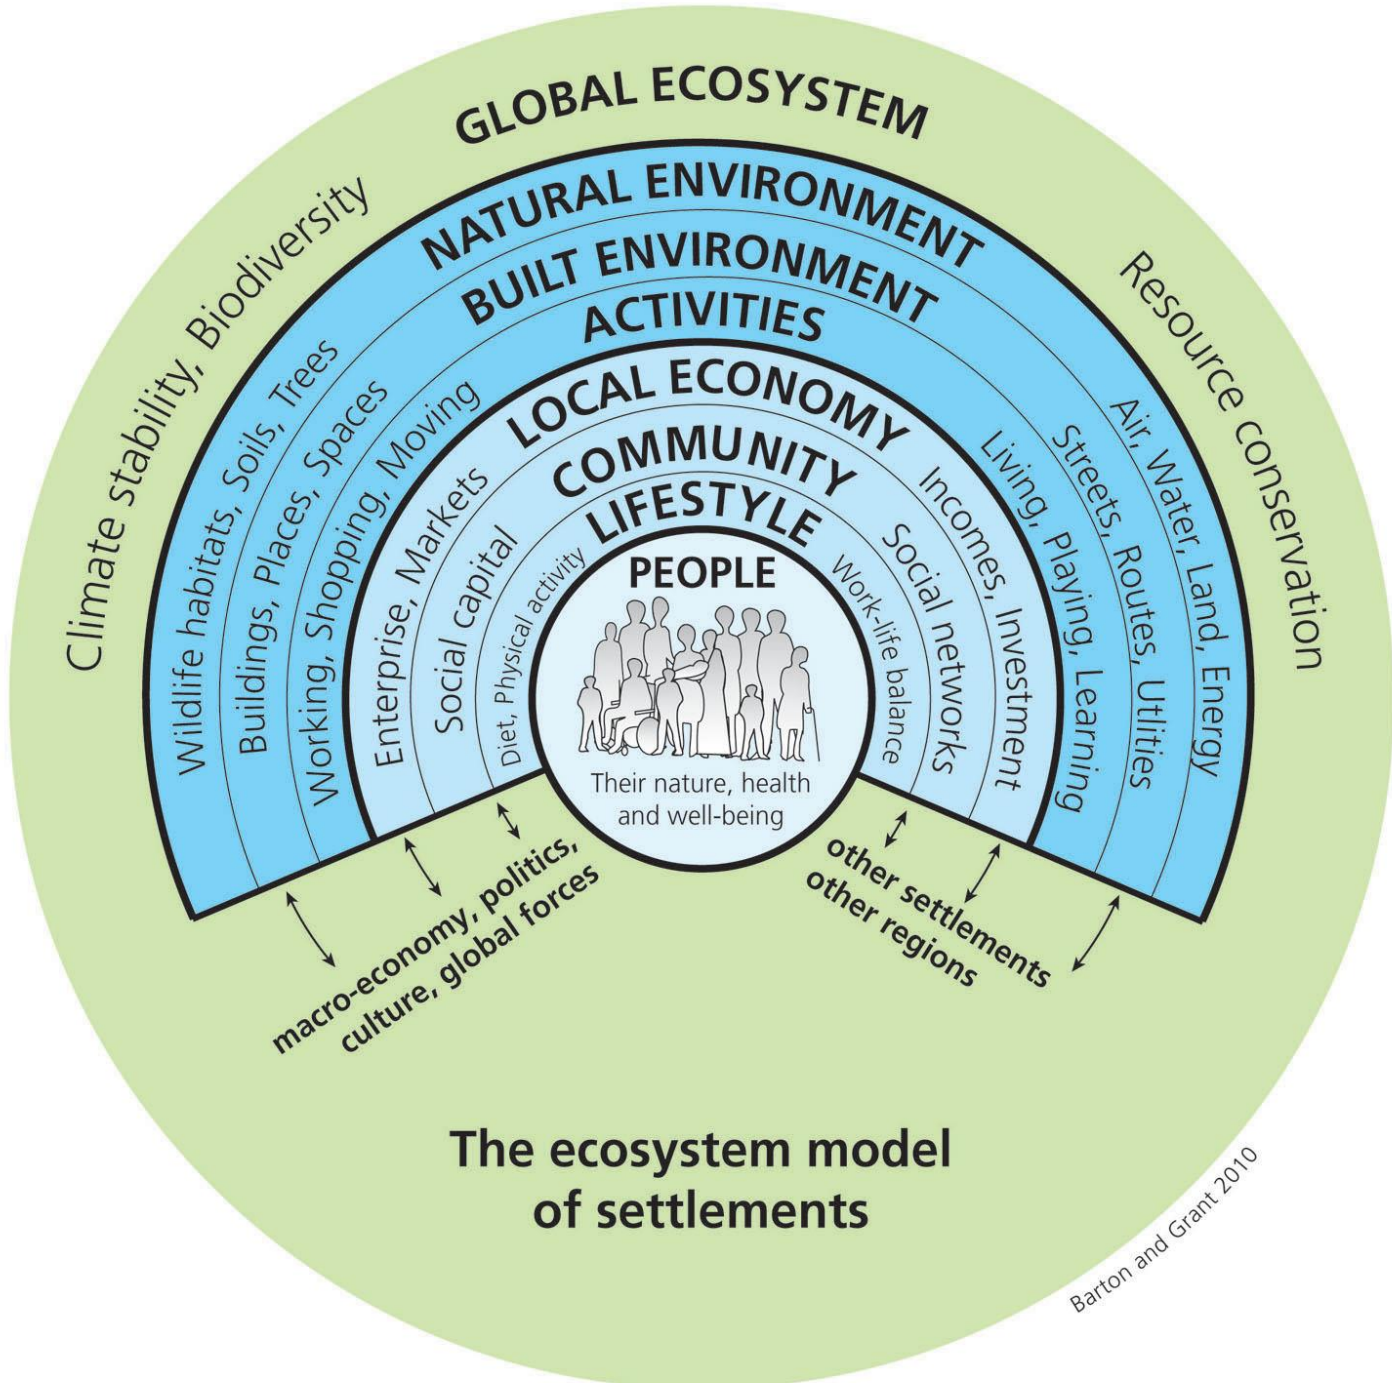 GLOBAL ECOSYSTEM
Climate stability, Biodiversity
Resource conservation
NATURAL ENVIRONMENT
Wildlife habitats, Soils, Trees
Air, Water, Land, Energy
BUILT ENVIRONMENT
Buildings, Places, Spaces
Streets, Routes, Utlities
ACTIVITIES
Working, Shopping, Moving
Living, Playing, Learning
LOCAL ECONOMY
Enterprise, Markets
Incomes, Investment
COMMUNITY
Social capital
Social networks
LIFESTYLE
Diet, Physical activity
Work-life balance
PEOPLE
Their nature, health
and well-being
macro-economy, politics,
culture, global forces
other settlements
other regions
The ecosystem model
of settlements
Barton and Grant 2010